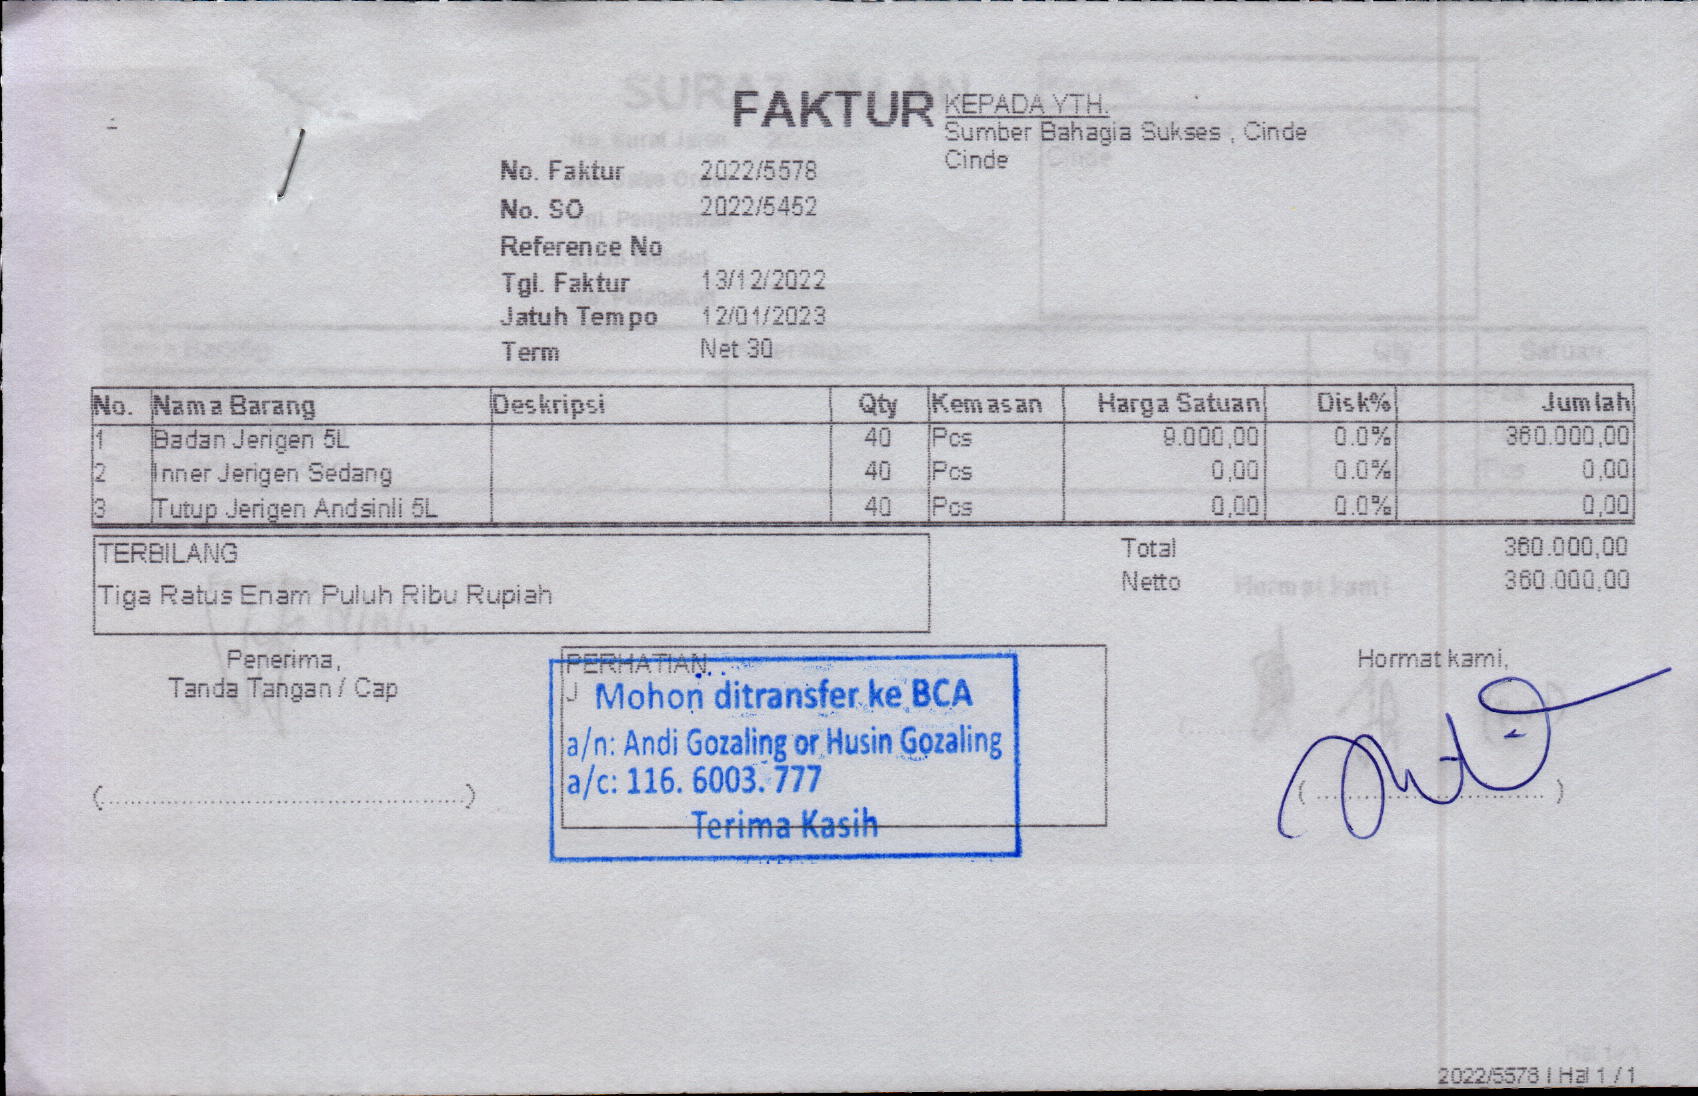 FAKTUR
KEPADA YTH.
Sumber Bahagia Sukses , Cinde
Cinde
No. Faktur 2022/5578
No. SO 2022/5452
Reference No
Tgl. Faktur 13/12/2022
Jatuh Tempo 12/01/2023
Term Net 30
No. Nama Barang Deskripsi Qty Kemasan Harga Satuan Disk% Jumlah
1 Badan Jerigen 5L 40 Pcs 9.000,00 0.0% 360.000,00
2 Inner Jerigen Sedang 40 Pcs 0,00 0.0% 0,00
3 Tutup Jerigen Andsinli 5L 40 Pcs 0,00 0.0% 0,00
TERBILANG
Tiga Ratus Enam Puluh Ribu Rupiah
Total 360.000,00
Netto 360.000,00
Penerima,
Tanda Tangan / Cap
PERHATIAN
Mohon ditransfer ke BCA
a/n: Andi Gozaling or Husin Gozaling
a/c: 116. 6003. 777
Terima Kasih
Hormat kami,
2022/5578 | Hal 1 / 1